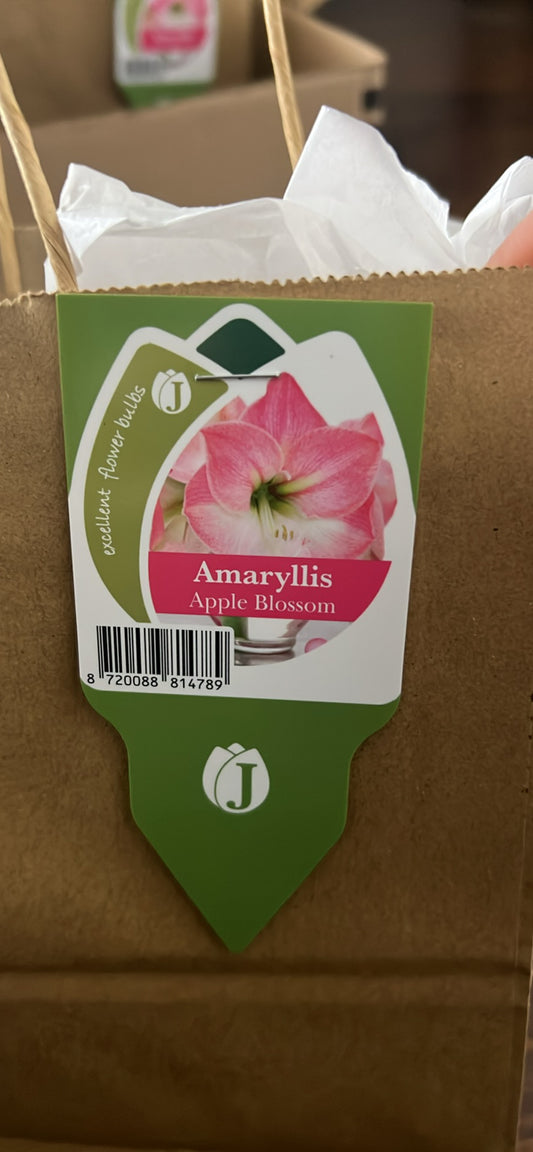 excellent flower bulbs
J
Amaryllis
Apple Blossom
8 720088 814789
J